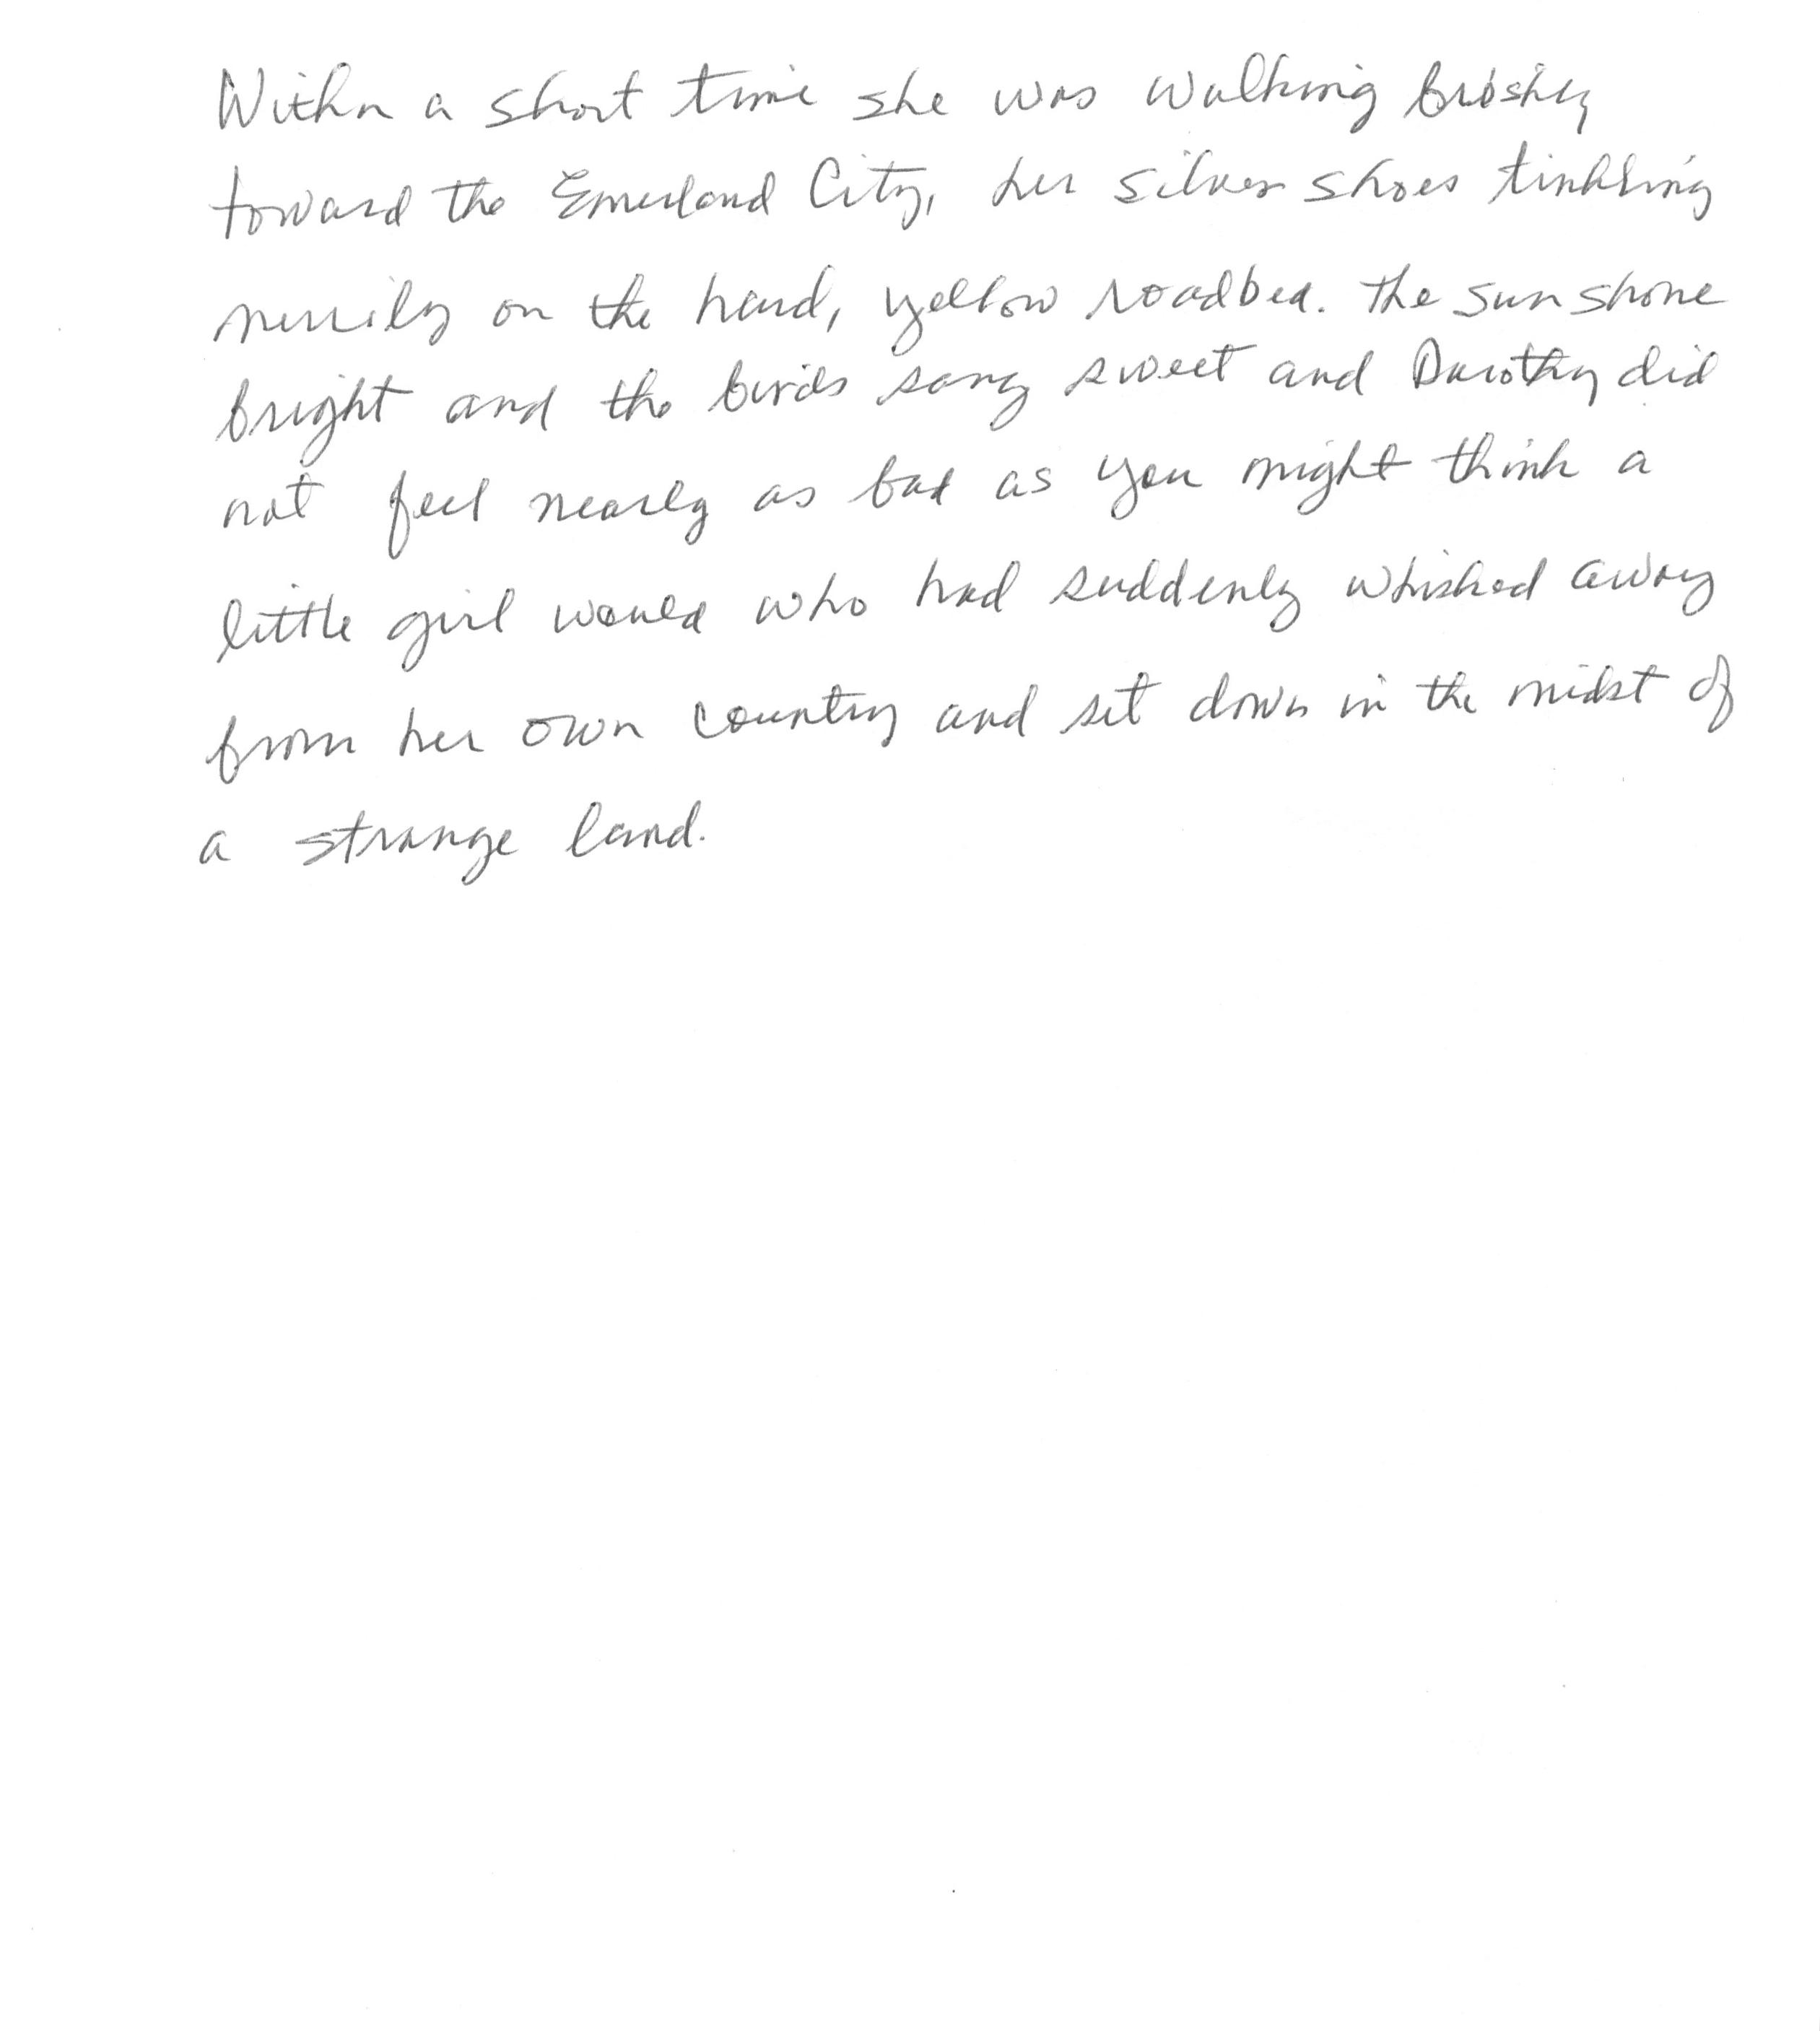 Withn a short time she was walking briskly
toward the Emerland City, her silver shoes tinkling
merrily on the hard, yellow roadbed. The sun shone
bright and the birds sang sweet and Dorothy did
not feel nearly as bad as you might think a
little girl would who had suddenly whisked away
from her own country and set down in the midst of
a strange land.